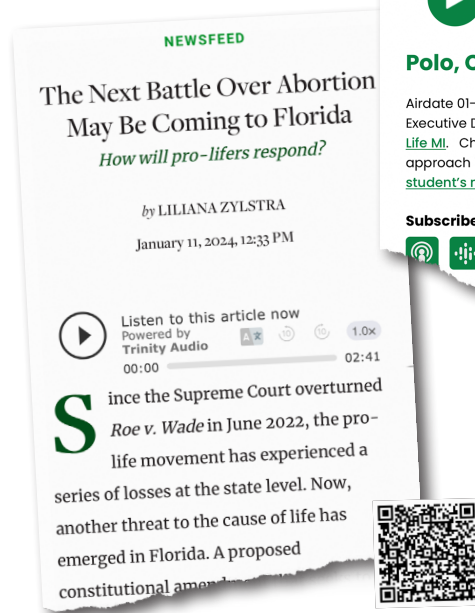 NEWSFEED
The Next Battle Over Abortion
May Be Coming to Florida
How will pro-lifers respond?
by LILIANA ZYLSTRA
January 11, 2024, 12:33 PM
Listen to this article now
Powered by
Trinity Audio
10
10
1.0x
00:00
02:41
Since the Supreme Court overturned
Roe v. Wade in June 2022, the pro-
life movement has experienced a
series of losses at the state level. Now,
another threat to the cause of life has
emerged in Florida. A proposed
constitutional
Polo,
Airdate 01-
Executive
Life MI.
approach
student's
Subscribe